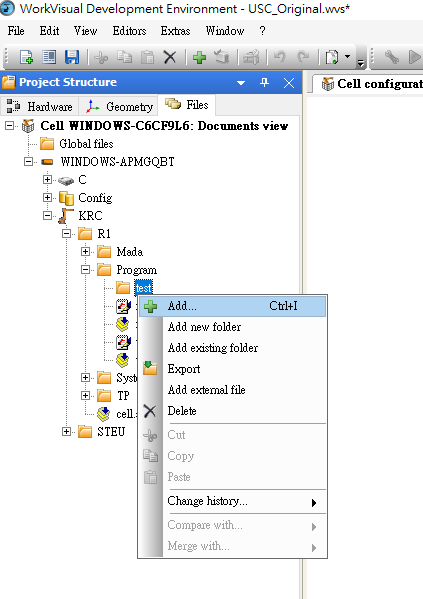 WorkVisual Development Environment - USC_Original.wvs*
File Edit View Editors Extras Window ?
Project Structure
Cell configurat
Hardware Geometry Files
Cell WINDOWS-C6CF9L6: Documents view
Global files
WINDOWS-APMGQBT
C
Config
KRC
R1
Mada
Program
test
Add... Ctrl+I
Add new folder
Add existing folder
Export
Add external file
Delete
Cut
Copy
Paste
Change history...
Compare with...
Merge with...
Syste
TP
cell.s
STEU